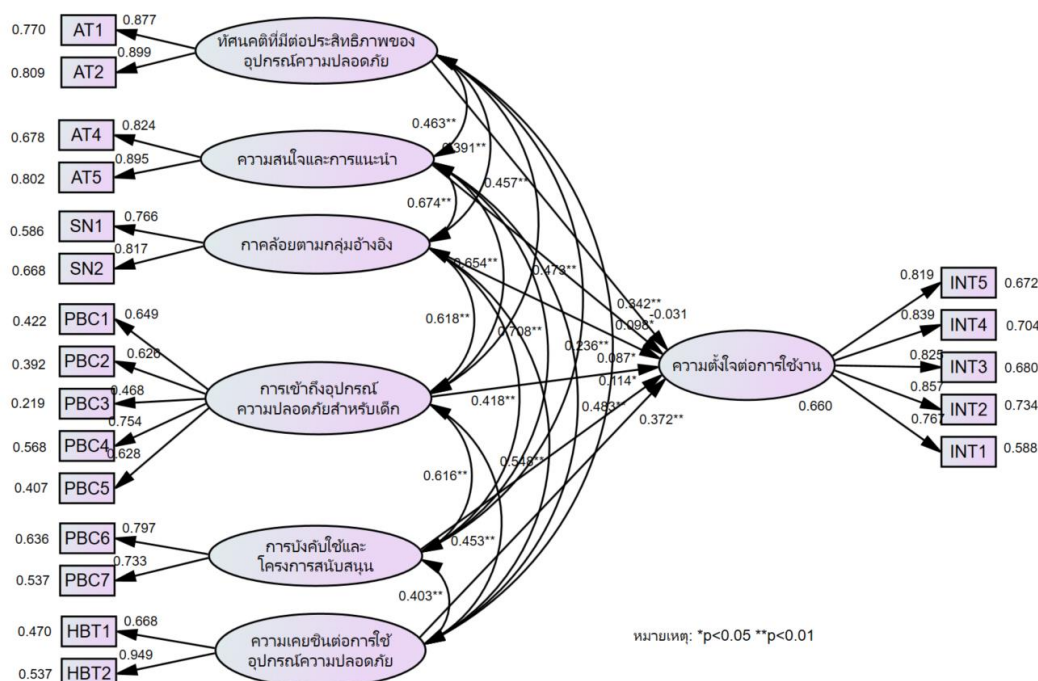 0.877
0.770
AT1
ทัศนคติที่มีต่อประสิทธิภาพของ
อุปกรณ์ความปลอดภัย
0.899
0.809
AT2
0.463**
0.391**
0.457**
0.824
0.678
AT4
ความสนใจและการแนะนำ
0.895
0.802
AT5
0.674**
0.766
0.586
SN1
กาคล้อยตามกลุ่มอ้างอิง
0.817
0.668
SN2
0.654**
0.473**
0.618**
0.708**
0.342**
-0.031
0.098*
0.236**
0.087*
0.114*
0.649
0.422
PBC1
0.626
0.392
PBC2
0.468
0.219
PBC3
การเข้าถึงอุปกรณ์
ความปลอดภัยสำหรับเด็ก
0.754
0.568
PBC4
0.628
0.407
PBC5
0.418**
0.483**
0.372**
ความตั้งใจต่อการใช้งาน
0.660
0.819
INT5
0.672
0.839
INT4
0.704
0.825
INT3
0.680
0.857
INT2
0.734
0.767
INT1
0.588
0.616**
0.548**
0.453**
0.797
0.636
PBC6
การบังคับใช้และ
โครงการสนับสนุน
0.733
0.537
PBC7
0.403**
0.668
0.470
HBT1
ความเคยชินต่อการใช้
อุปกรณ์ความปลอดภัย
0.949
0.537
HBT2
หมายเหตุ: *p<0.05 **p<0.01